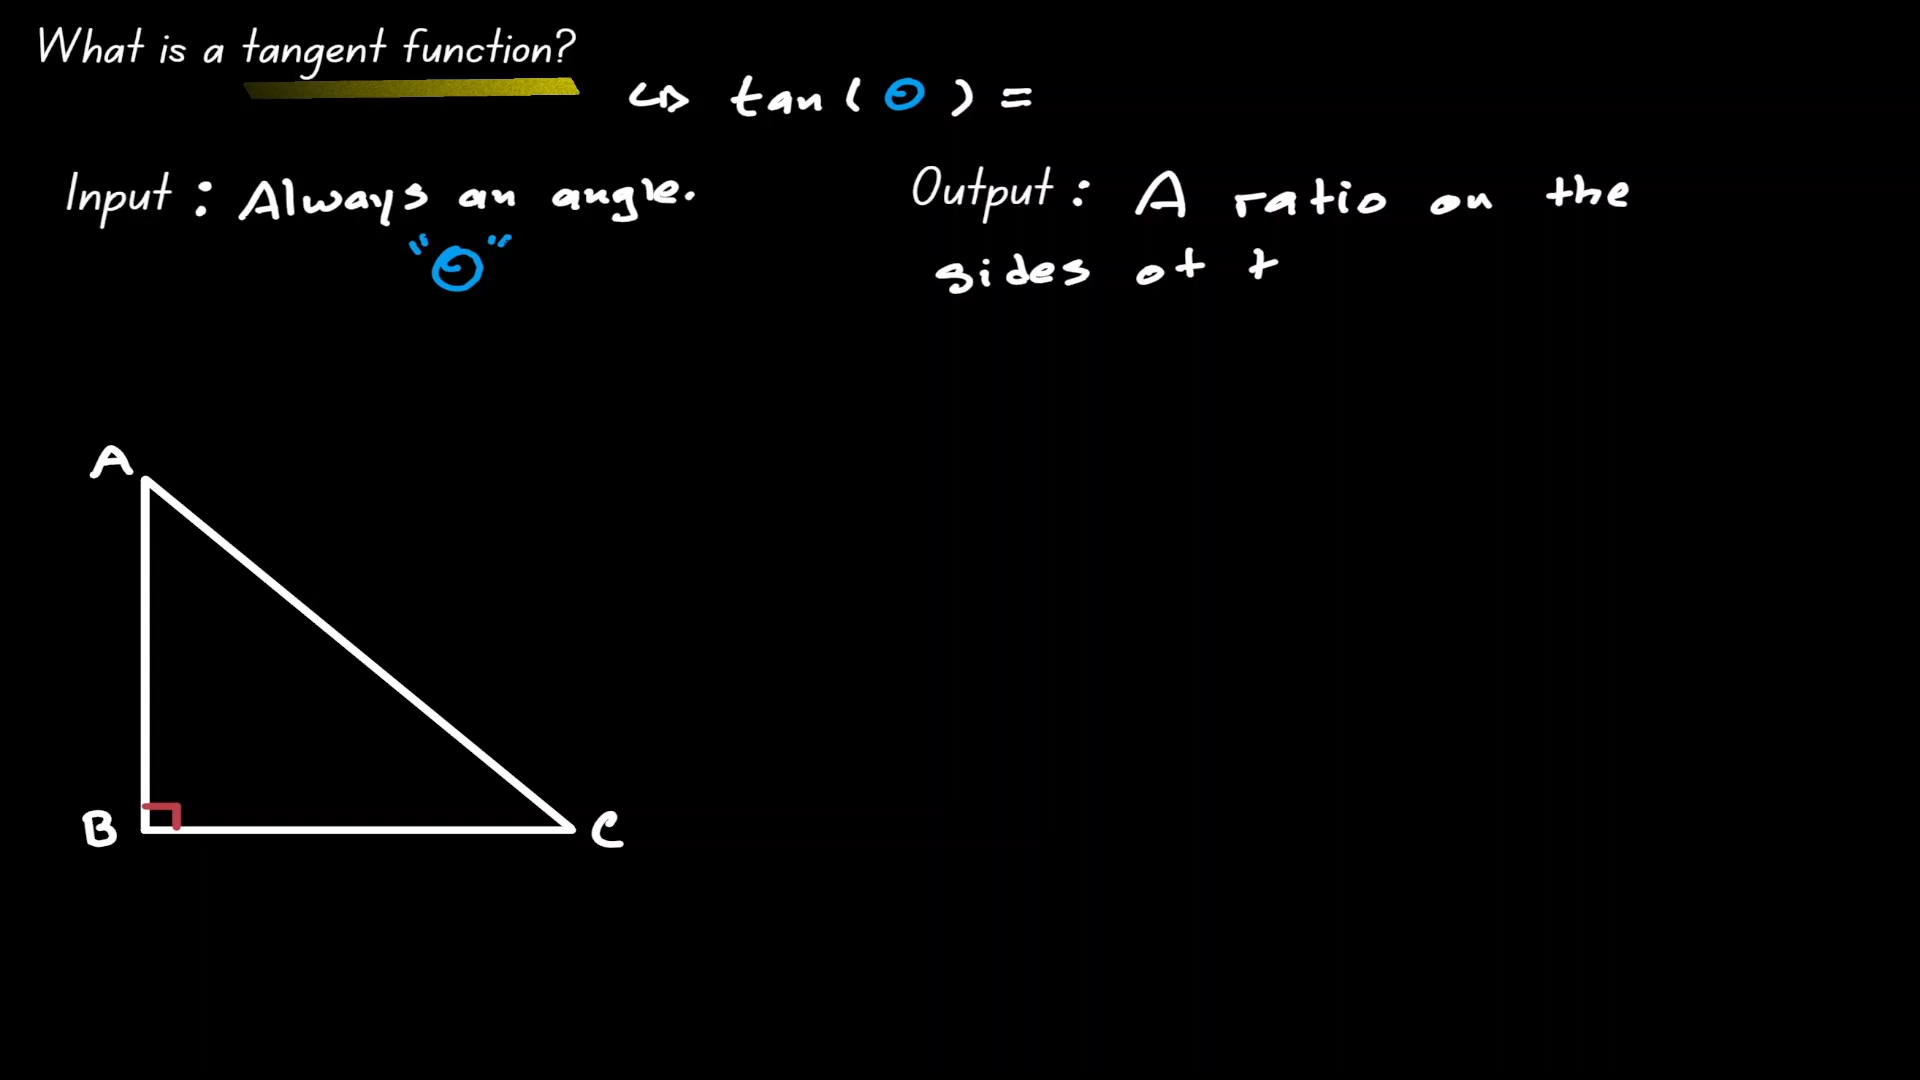 What is a tangent function?
↪ tan(θ) =
Input : Always an angle.
"θ"
Output : A ratio on the
sides of t
A
B
C